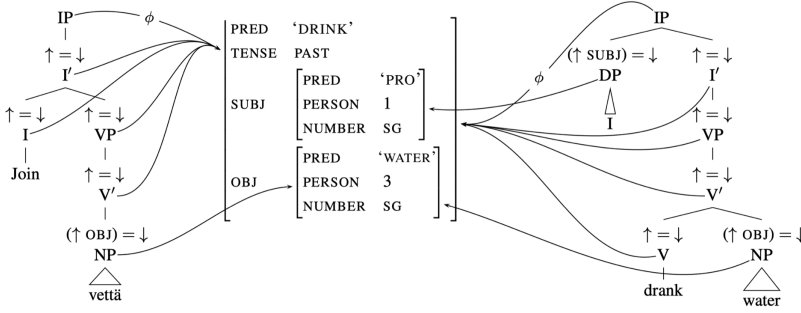 IP
ϕ
↑ = ↓
I′
↑ = ↓
↑ = ↓
I
VP
Join
↑ = ↓
V′
(↑ OBJ) = ↓
NP
vettä
PRED ‘DRINK’
TENSE PAST
SUBJ
PRED ‘PRO’
PERSON 1
NUMBER SG
OBJ
PRED ‘WATER’
PERSON 3
NUMBER SG
IP
ϕ
(↑ SUBJ) = ↓
↑ = ↓
DP
I′
I
↑ = ↓
VP
↑ = ↓
V′
↑ = ↓
(↑ OBJ) = ↓
V
NP
drank
water